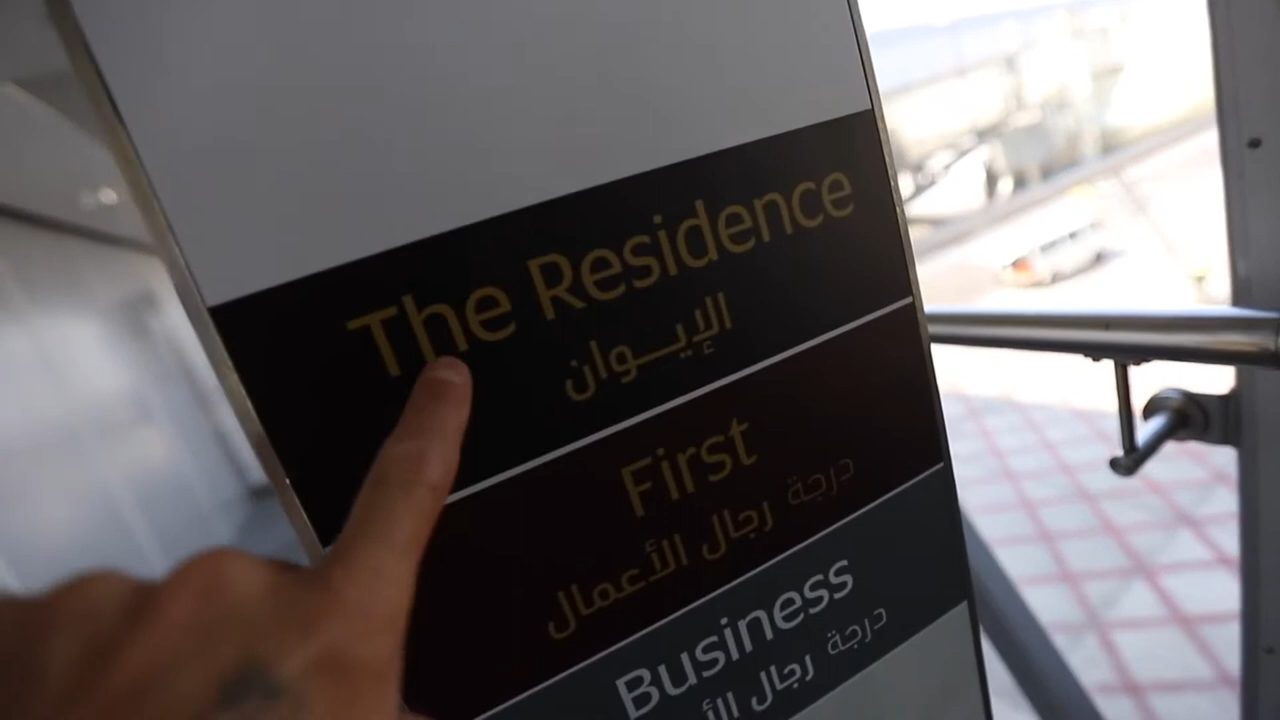 The Residence
الإيـوان
First
درجة رجال الأعمال
Business
درجة رجال